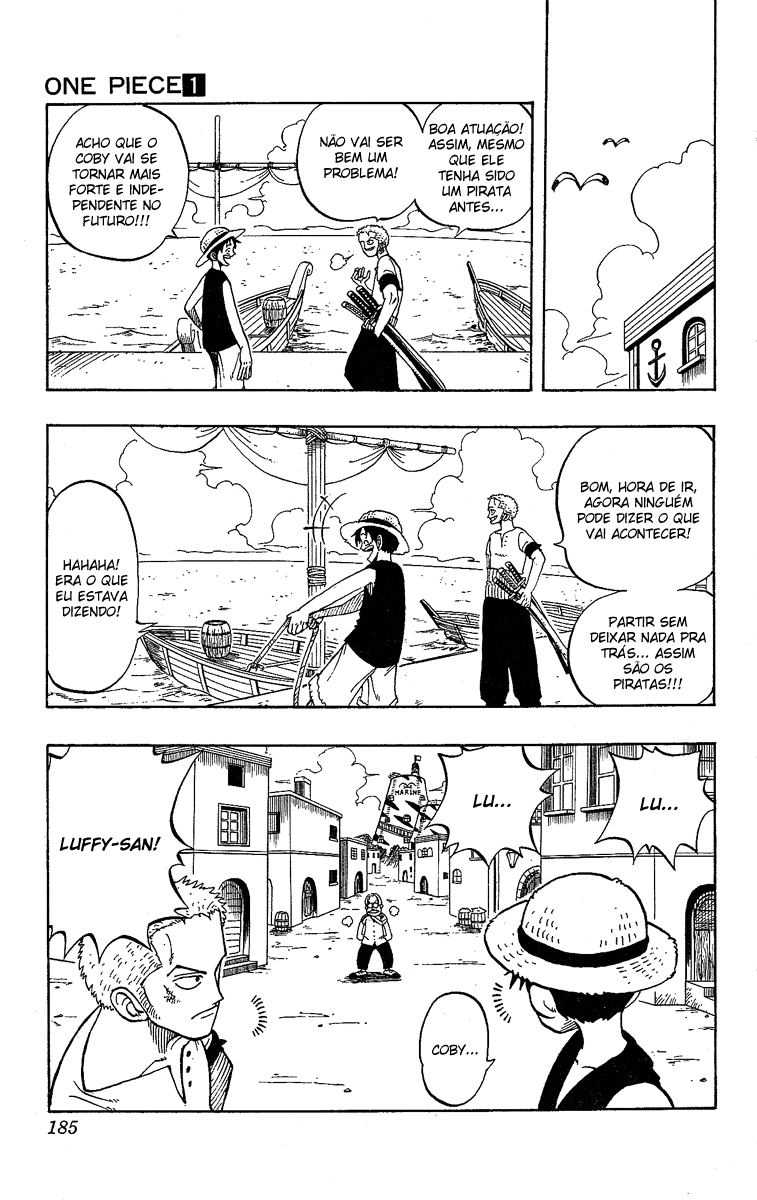 ONE PIECE 1
BOA ATUAÇÃO!
ASSIM, MESMO
QUE ELE
TENHA SIDO
UM PIRATA
ANTES...
NÃO VAI SER
BEM UM
PROBLEMA!
ACHO QUE O
COBY VAI SE
TORNAR MAIS
FORTE E INDE-
PENDENTE NO
FUTURO!!!
BOM, HORA DE IR,
AGORA NINGUÉM
PODE DIZER O QUE
VAI ACONTECER!
PARTIR SEM
DEIXAR NADA PRA
TRÁS... ASSIM
SÃO OS
PIRATAS!!!
HAHAHA!
ERA O QUE
EU ESTAVA
DIZENDO!
LU...
LU...
MARINE
LUFFY-SAN!
COBY...
185